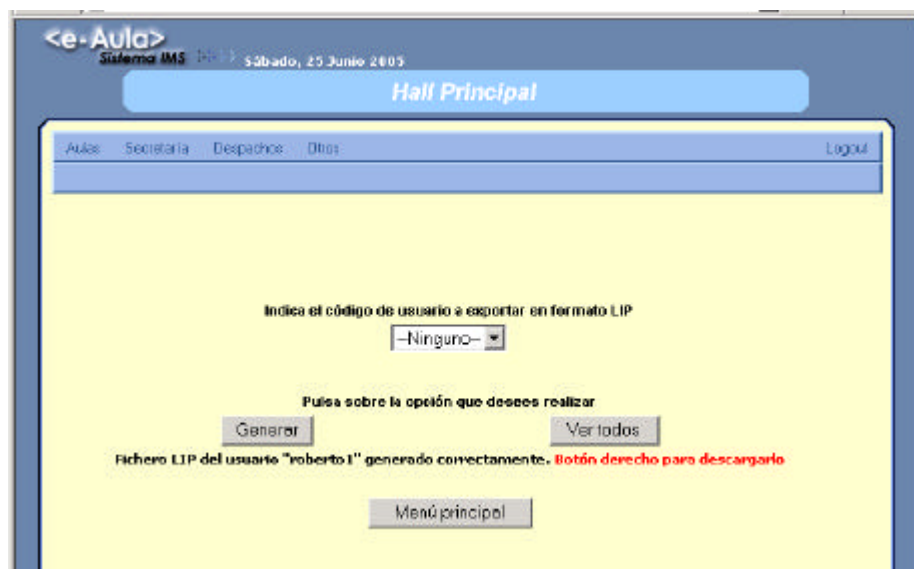 <e-Aula>
Sistema IMS Sábado, 25 Junio 2005
Hall Principal
Aulas Secretaría Despachos Otros Logout
Indica el código de usuario a exportar en formato LIP
--Ninguno--
Pulsa sobre la opción que desees realizar
Generar Ver todos
Fichero LIP del usuario "roberto1" generado correctamente. Botón derecho para descargarlo
Menú principal